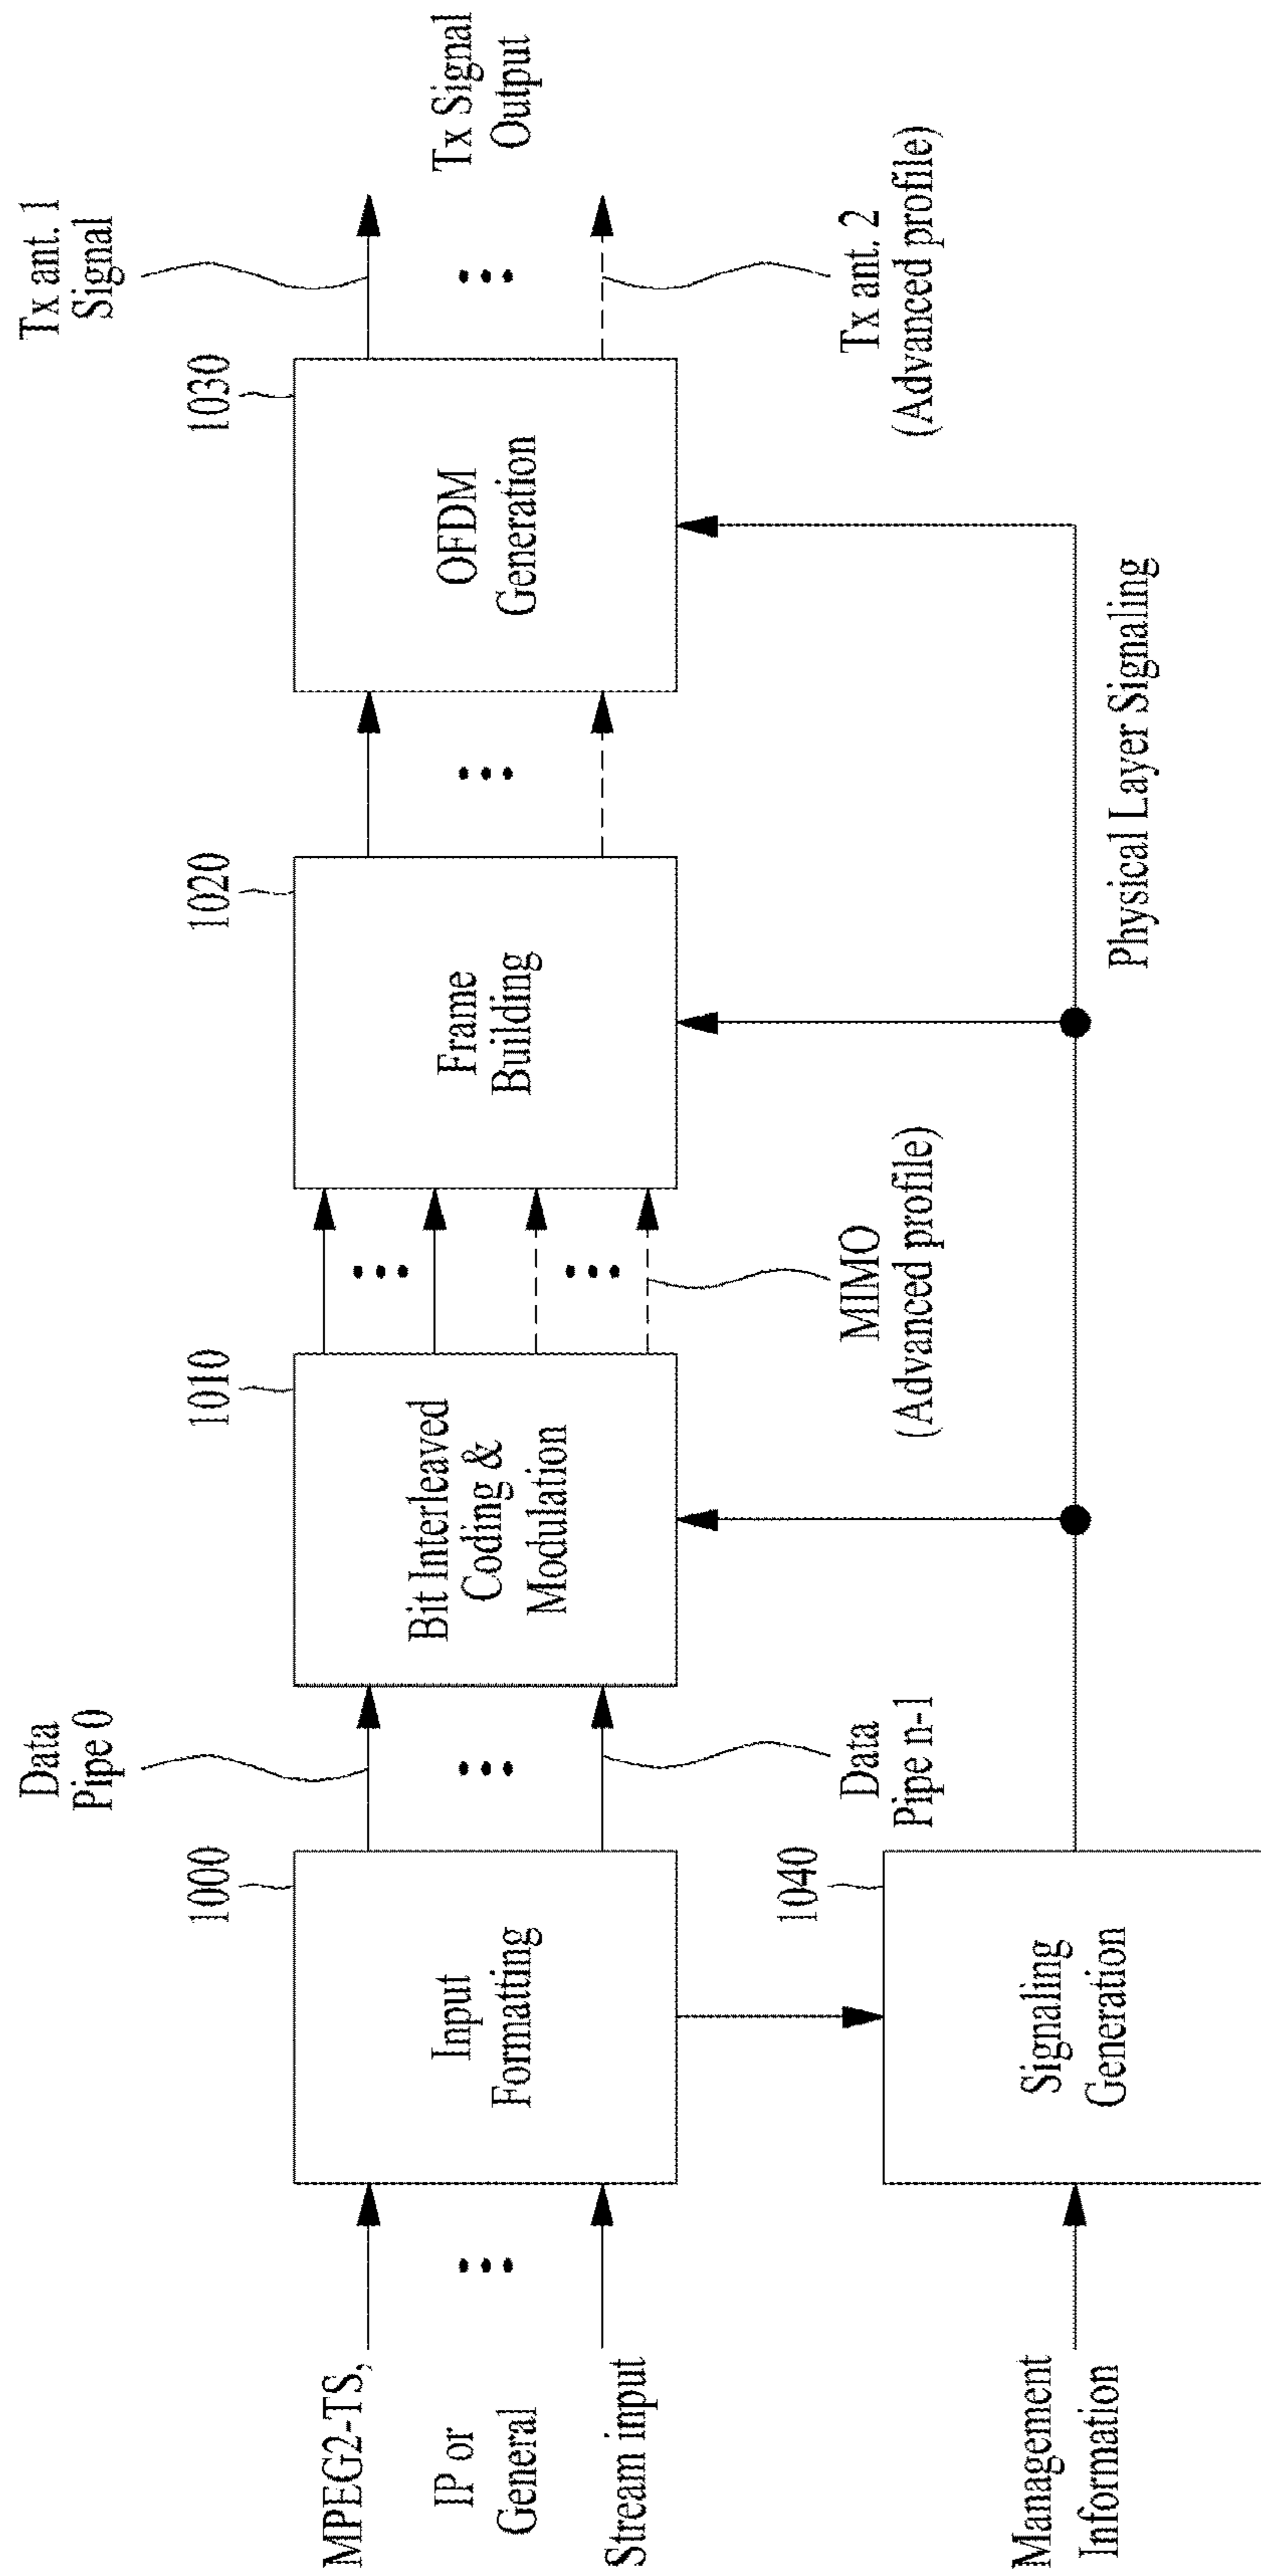 MPEG2-TS,
IP or
General
Stream input
1000
Input
Formatting
Data
Pipe 0
Data
Pipe n-1
1010
Bit Interleaved
Coding &
Modulation
MIMO
(Advanced profile)
1020
Frame
Building
1030
OFDM
Generation
Tx ant. 1
Signal
Tx Signal
Output
Tx ant. 2
(Advanced profile)
Management
Information
1040
Signaling
Generation
Physical Layer Signaling